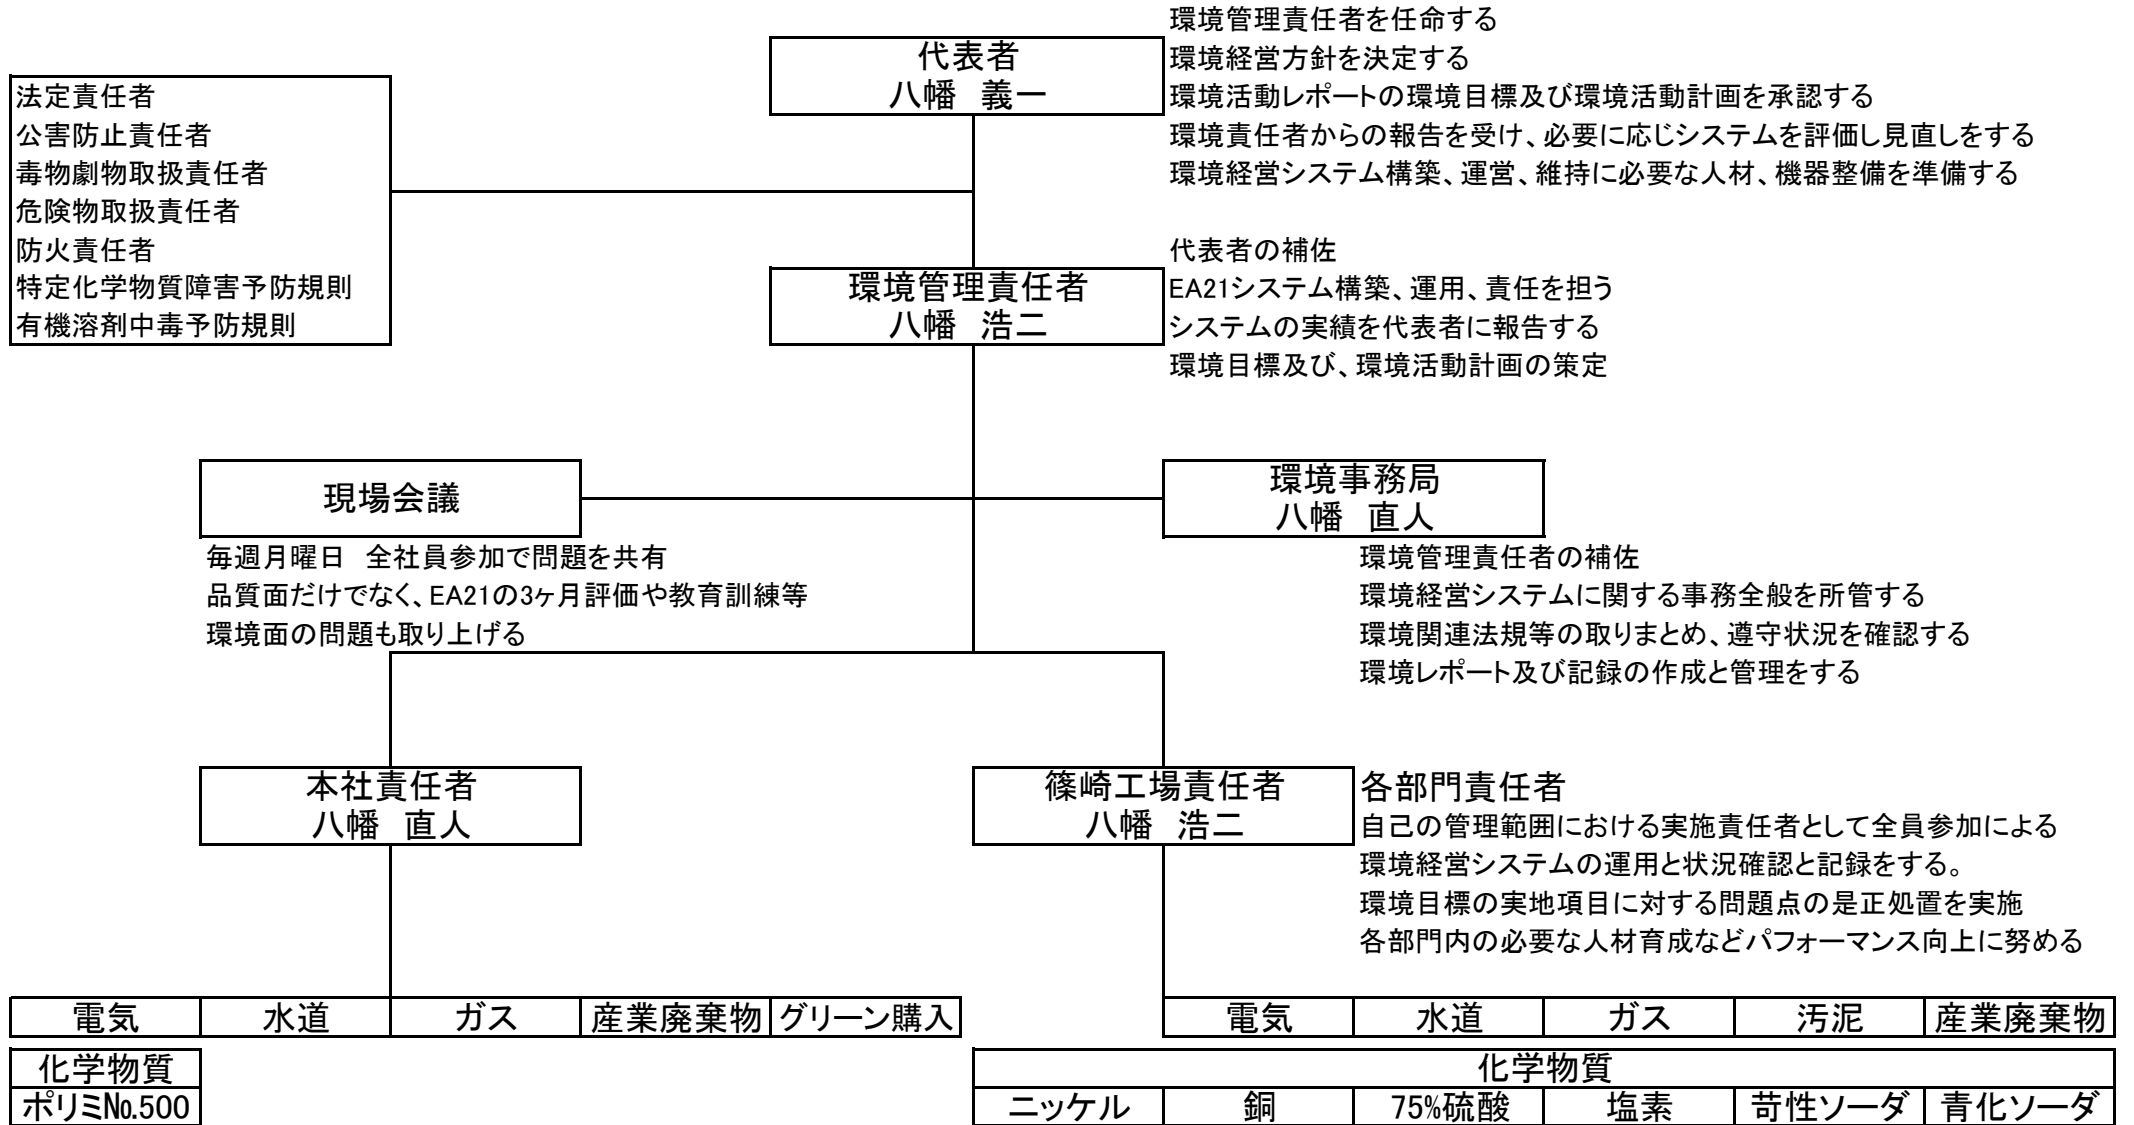 環境管理責任者を任命する
代表者
八幡　義一
環境経営方針を決定する
環境活動レポートの環境目標及び環境活動計画を承認する
環境責任者からの報告を受け、必要に応じシステムを評価し見直しをする
環境経営システム構築、運営、維持に必要な人材、機器整備を準備する
法定責任者
公害防止責任者
毒物劇物取扱責任者
危険物取扱責任者
防火責任者
特定化学物質障害予防規則
有機溶剤中毒予防規則
環境管理責任者
八幡　浩二
代表者の補佐
EA21システム構築、運用、責任を担う
システムの実績を代表者に報告する
環境目標及び、環境活動計画の策定
現場会議
毎週月曜日　全社員参加で問題を共有
品質面だけでなく、EA21の3ヶ月評価や教育訓練等
環境面の問題も取り上げる
環境事務局
八幡　直人
環境管理責任者の補佐
環境経営システムに関する事務全般を所管する
環境関連法規等の取りまとめ、遵守状況を確認する
環境レポート及び記録の作成と管理をする
本社責任者
八幡　直人
篠崎工場責任者
八幡　浩二
各部門責任者
自己の管理範囲における実施責任者として全員参加による
環境経営システムの運用と状況確認と記録をする。
環境目標の実地項目に対する問題点の是正処置を実施
各部門内の必要な人材育成などパフォーマンス向上に努める
電気 水道 ガス 産業廃棄物 グリーン購入
化学物質
ポリミ№500
電気 水道 ガス 汚泥 産業廃棄物
化学物質
ニッケル 銅 75%硫酸 塩素 苛性ソーダ 青化ソーダ